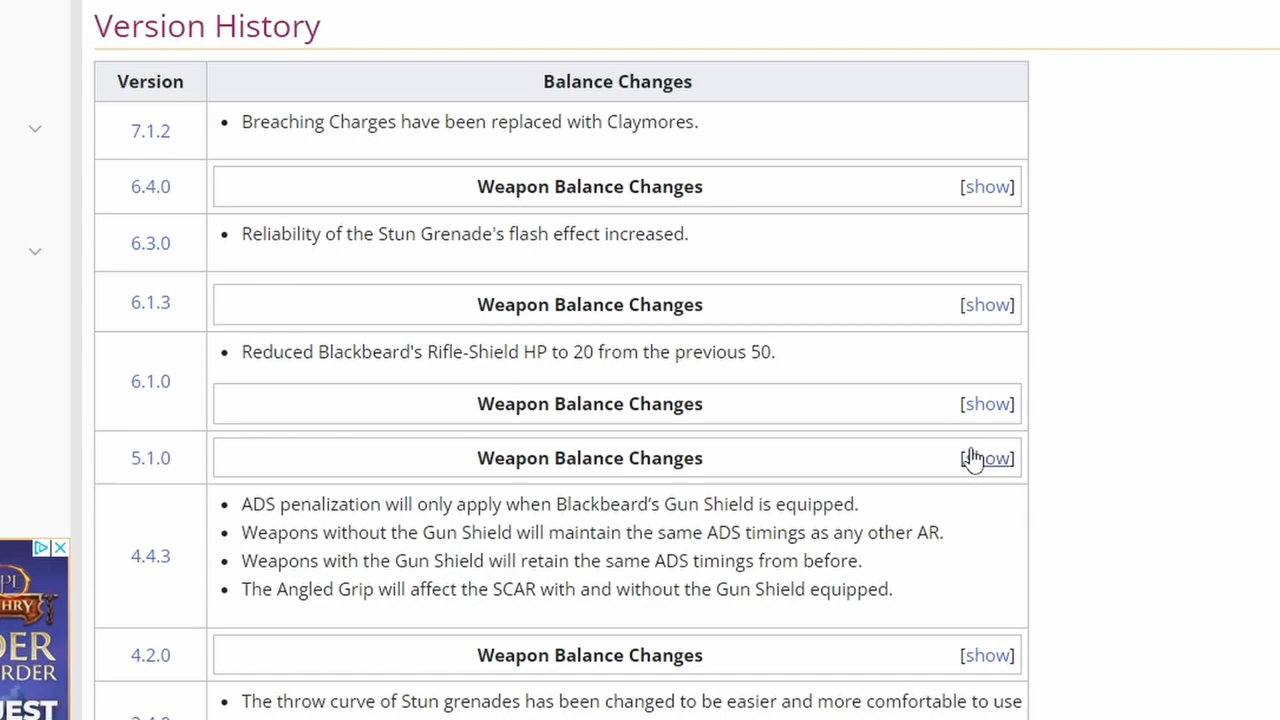 Version History
Version Balance Changes
7.1.2 • Breaching Charges have been replaced with Claymores.
6.4.0 Weapon Balance Changes [show]
6.3.0 • Reliability of the Stun Grenade's flash effect increased.
6.1.3 Weapon Balance Changes [show]
• Reduced Blackbeard's Rifle-Shield HP to 20 from the previous 50.
6.1.0
Weapon Balance Changes [show]
5.1.0 Weapon Balance Changes
• ADS penalization will only apply when Blackbeard’s Gun Shield is equipped.
• Weapons without the Gun Shield will maintain the same ADS timings as any other AR.
4.4.3
• Weapons with the Gun Shield will retain the same ADS timings from before.
• The Angled Grip will affect the SCAR with and without the Gun Shield equipped.
4.2.0 Weapon Balance Changes [show]
• The throw curve of Stun grenades has been changed to be easier and more comfortable to use